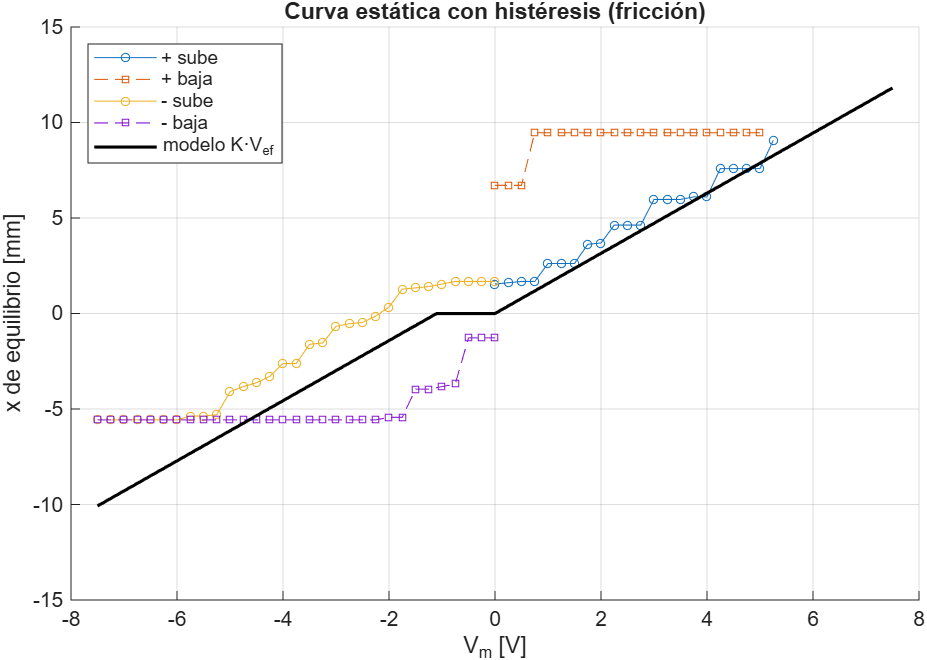 Curva estática con histéresis (fricción)
15
10
5
0
-5
-10
-15
x de equilibrio [mm]
+ sube
+ baja
- sube
- baja
modelo K·Vef
-8
-6
-4
-2
0
2
4
6
8
Vm [V]